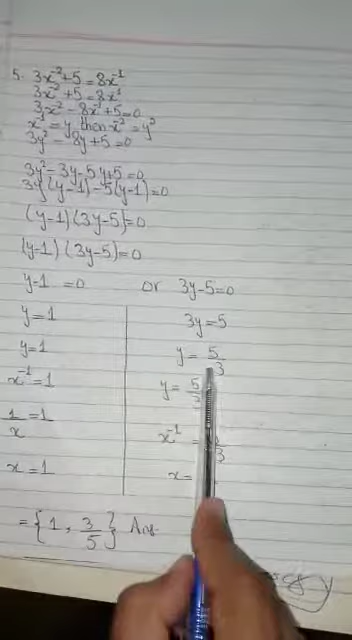 5. 3x⁻²+5 = 8x⁻¹
3x⁻²+5 = 8x⁻¹
3x⁻² - 8x⁻¹ + 5 = 0
x⁻¹ = y then x⁻² = y²
3y² - 8y + 5 = 0
3y² - 3y - 5y + 5 = 0
3y(y-1) - 5(y-1) = 0
(y-1)(3y-5) = 0
(y-1)(3y-5) = 0
y-1 = 0 or 3y-5=0
y = 1 3y = 5
y = 1 y = 5/3
x⁻¹ = 1 y = 5
1/x = 1 x⁻¹ = /3
x = 1 x =
= {1, 3/5} Ans